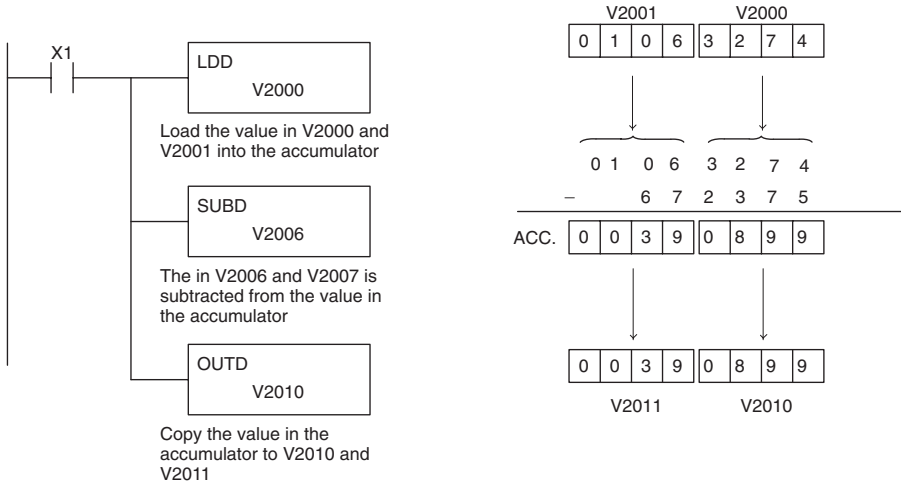 X1
LDD
V2000
Load the value in V2000 and
V2001 into the accumulator
SUBD
V2006
The in V2006 and V2007 is
subtracted from the value in
the accumulator
OUTD
V2010
Copy the value in the
accumulator to V2010 and
V2011
V2001 V2000
0 1 0 6 3 2 7 4
0 1 0 6 3 2 7 4
– 6 7 2 3 7 5
ACC. 0 0 3 9 0 8 9 9
0 0 3 9 0 8 9 9
V2011 V2010